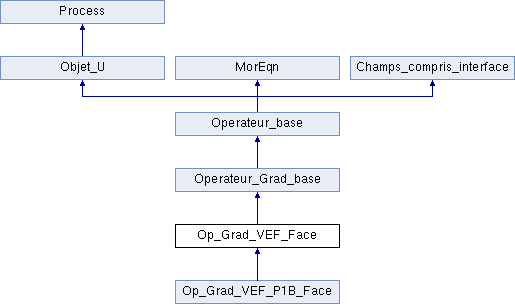 Process
Objet_U
MorEqn
Champs_compris_interface
Operateur_base
Operateur_Grad_base
Op_Grad_VEF_Face
Op_Grad_VEF_P1B_Face